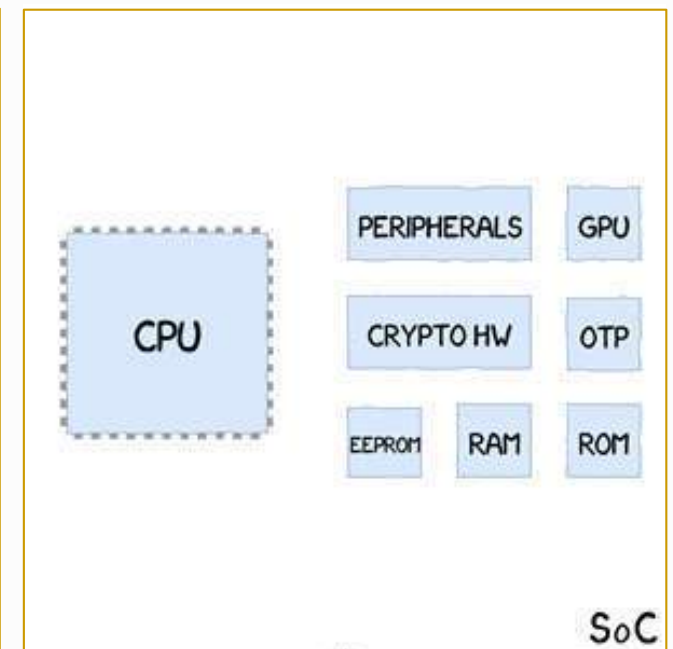 CPU
PERIPHERALS
GPU
CRYPTO HW
OTP
EEPROM
RAM
ROM
SoC